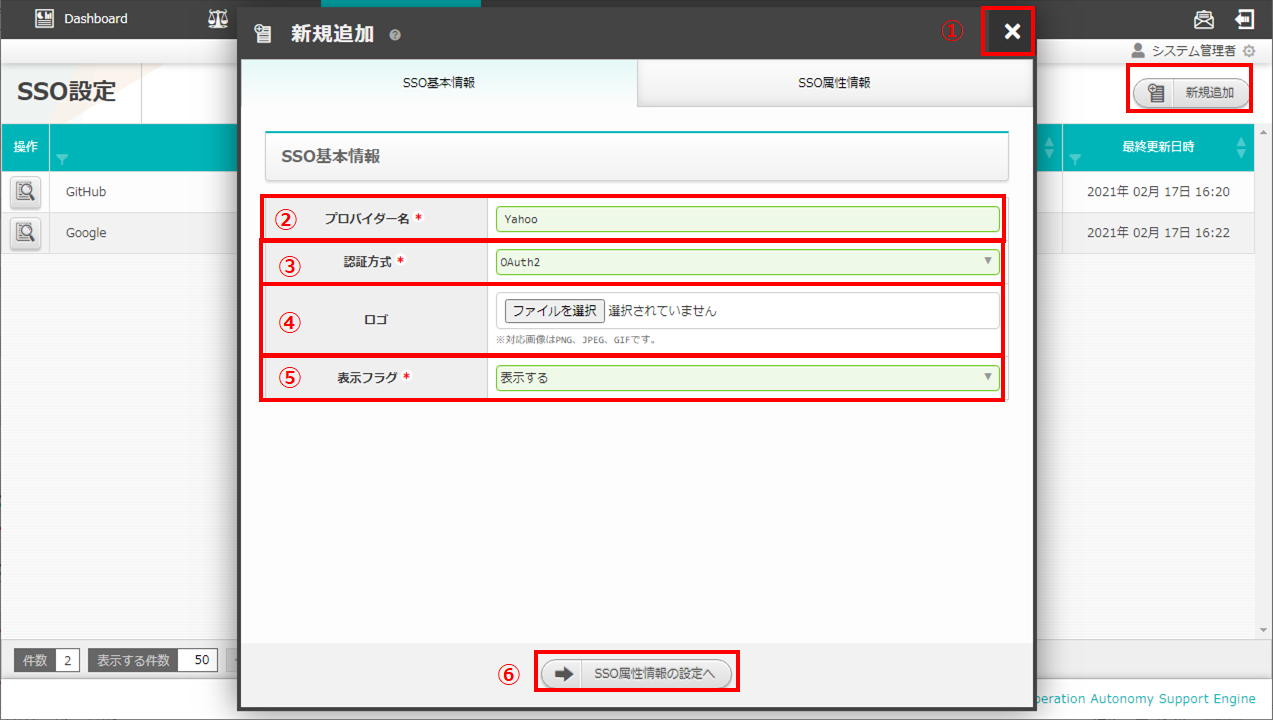 Dashboard
新規追加
①
システム管理者
SSO設定
新規追加
SSO基本情報
SSO属性情報
操作
最終更新日時
SSO基本情報
GitHub
2021年 02月 17日 16:20
② プロバイダー名 * Yahoo
Google
2021年 02月 17日 16:22
③ 認証方式 * OAuth2
④ ロゴ ファイルを選択 選択されていません
※対応画像はPNG、JPEG、GIFです。
⑤ 表示フラグ * 表示する
件数 2 表示する件数 50
⑥ SSO属性情報の設定へ
Autonomy Support Engine